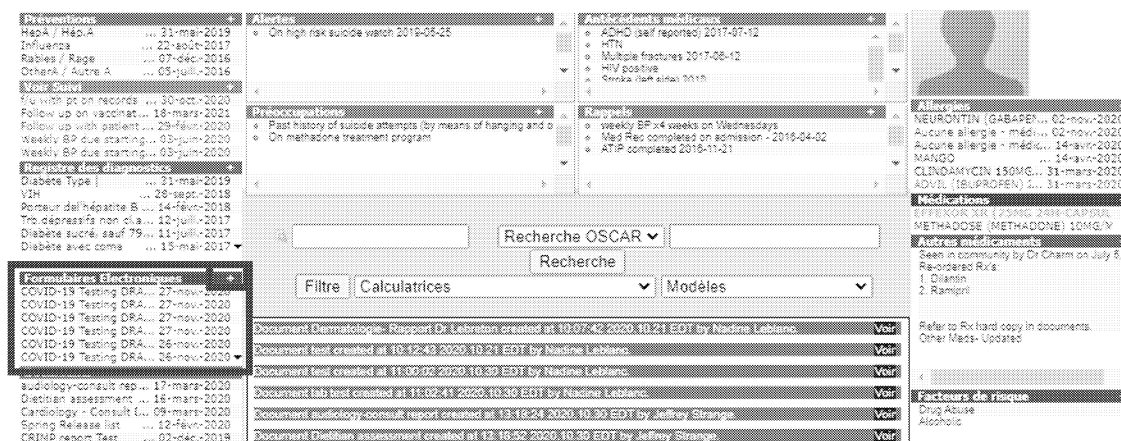 Préventions +
HepA / Hép.A ... 31-mai-2019
Influenza ... 22-août-2017
Rabies / Rage ... 07-déc.-2016
OtherA / Autre A ... 05-juil.-2016
Voir Suivi +
f/u with pt on records ... 30-oct.-2020
Follow up on vaccinat... 18-mars-2021
Follow up with patient ... 29-févr.-2020
Weekly BP due starting... 03-juin-2020
Weekly BP due starting... 03-juin-2020
Registre des diagnostics +
Diabete Type | ... 31-mai-2019
VIH ... 28-sept.-2018
Porteur del'hépatite B ... 14-févr.-2018
Trb.dépressifs non cla... 12-juil.-2017
Diabète sucré, sauf 79... 11-juil.-2017
Diabète avec coma ... 15-mai-2017
Formulaires Électroniques +
COVID-19 Testing DRA... 27-nov.-2020
COVID-19 Testing DRA... 27-nov.-2020
COVID-19 Testing DRA... 27-nov.-2020
COVID-19 Testing DRA... 27-nov.-2020
COVID-19 Testing DRA... 26-nov.-2020
COVID-19 Testing DRA... 26-nov.-2020
audiology-consult rep... 17-mars-2020
Dietitian assessment ... 16-mars-2020
Cardiology - Consult (... 09-mars-2020
Spring Release list ... 12-févr.-2020
CRIMP report Test ... 02-déc.-2019
Alertes +
On high risk suicide watch 2019-05-25
Antécédents médicaux +
ADHD (self reported) 2017-07-12
HTN
Multiple fractures 2017-06-12
HIV positive
Stroke (left side) 2010
Préoccupations +
Past history of suicide attempts (by means of hanging and o
On methadone treatment program
Rappels +
weekly BP x4 weeks on Wednesdays
Med Rec completed on admission - 2016-04-02
ATIP completed 2016-11-21
Recherche OSCAR
Recherche
Filtre Calculatrices Modèles
Document Dermatologie- Rapport Dr Lebreton created at 10:07:42 2020.10.21 EDT by Nadine Leblanc. Voir
Document test created at 10:12:43 2020.10.21 EDT by Nadine Leblanc. Voir
Document test created at 11:00:02 2020.10.30 EDT by Nadine Leblanc. Voir
Document lab test created at 11:02:41 2020.10.30 EDT by Nadine Leblanc. Voir
Document audiology-consult report created at 13:18:24 2020.10.30 EDT by Jeffrey Strange. Voir
Document Dietitian assessment created at 13:18:52 2020.10.30 EDT by Jeffrey Strange. Voir
Allergies +
NEURONTIN (GABAPEN... 02-nov.-2020
Aucune allergie - médi... 02-nov.-2020
Aucune allergie - médic... 14-avr.-2020
MANGO ... 14-avr.-2020
CLINDAMYCIN 150MG... 31-mars-2020
ADVIL (IBUPROFEN) 2... 31-mars-2020
Médications
EFFEXOR XR (75MG 24H-CAPSUL
METHADOSE (METHADONE) 10MG/M
Autres médicaments
Seen in community by Dr Charm on July 5,
Re-ordered Rx's:
1. Dilantin
2. Ramipril
Refer to Rx hard copy in documents.
Other Meds- Updated
Facteurs de risque
Drug Abuse
Alcoholic